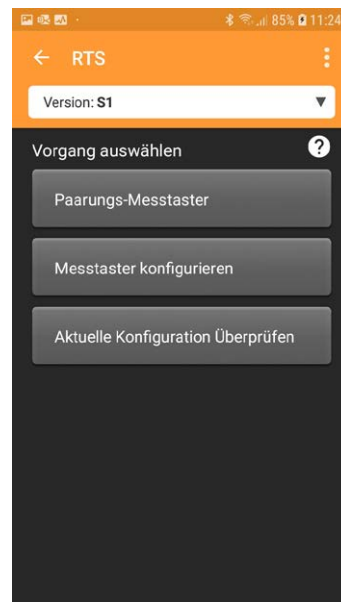 85% 11:24
RTS
Version: S1
Vorgang auswählen ?
Paarungs-Messtaster
Messtaster konfigurieren
Aktuelle Konfiguration Überprüfen